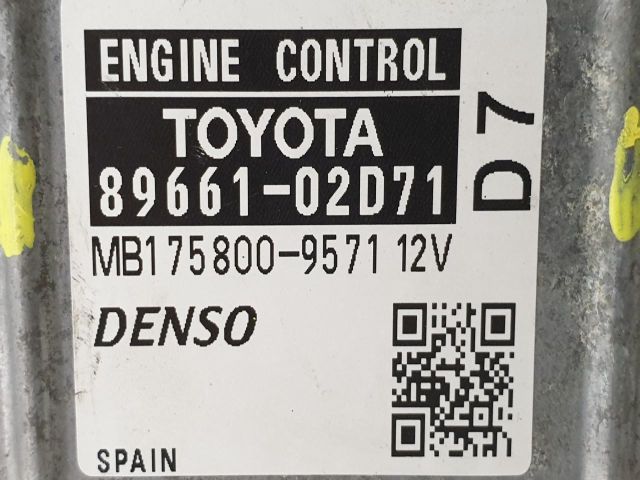 ENGINE CONTROL
TOYOTA
89661-02D71
D7
MB175800-9571 12V
DENSO
SPAIN